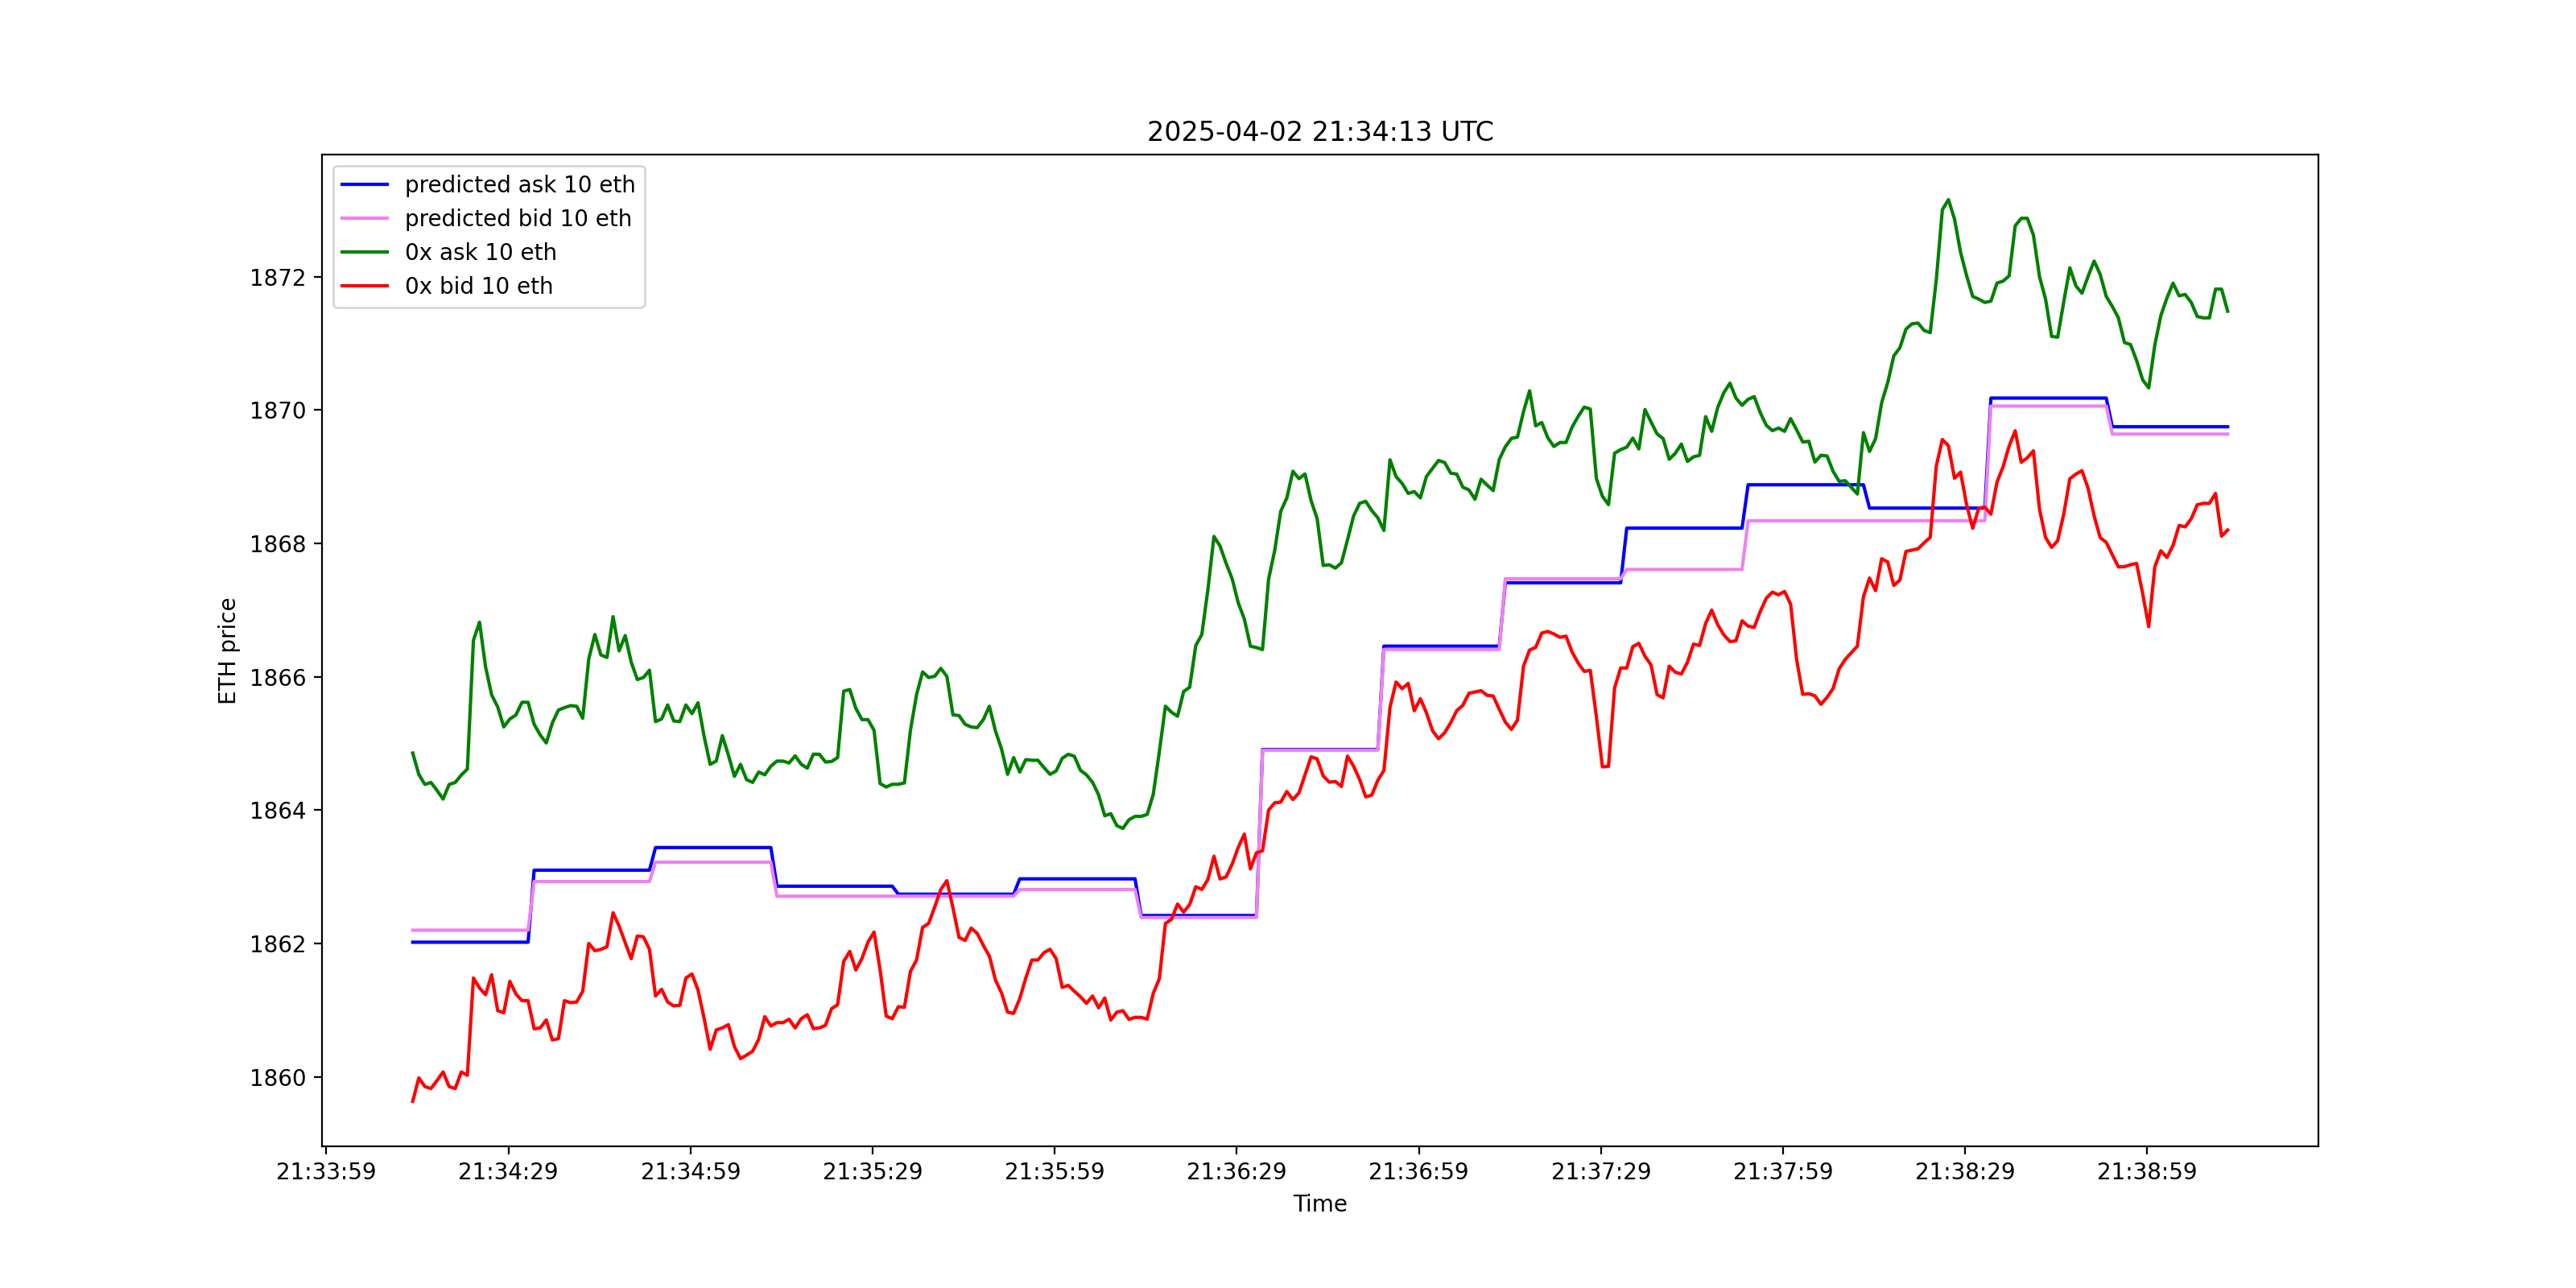 2025-04-02 21:34:13 UTC
predicted ask 10 eth
predicted bid 10 eth
0x ask 10 eth
0x bid 10 eth
ETH price
1872
1870
1868
1866
1864
1862
1860
21:33:59 21:34:29 21:34:59 21:35:29 21:35:59 21:36:29 21:36:59 21:37:29 21:37:59 21:38:29 21:38:59
Time